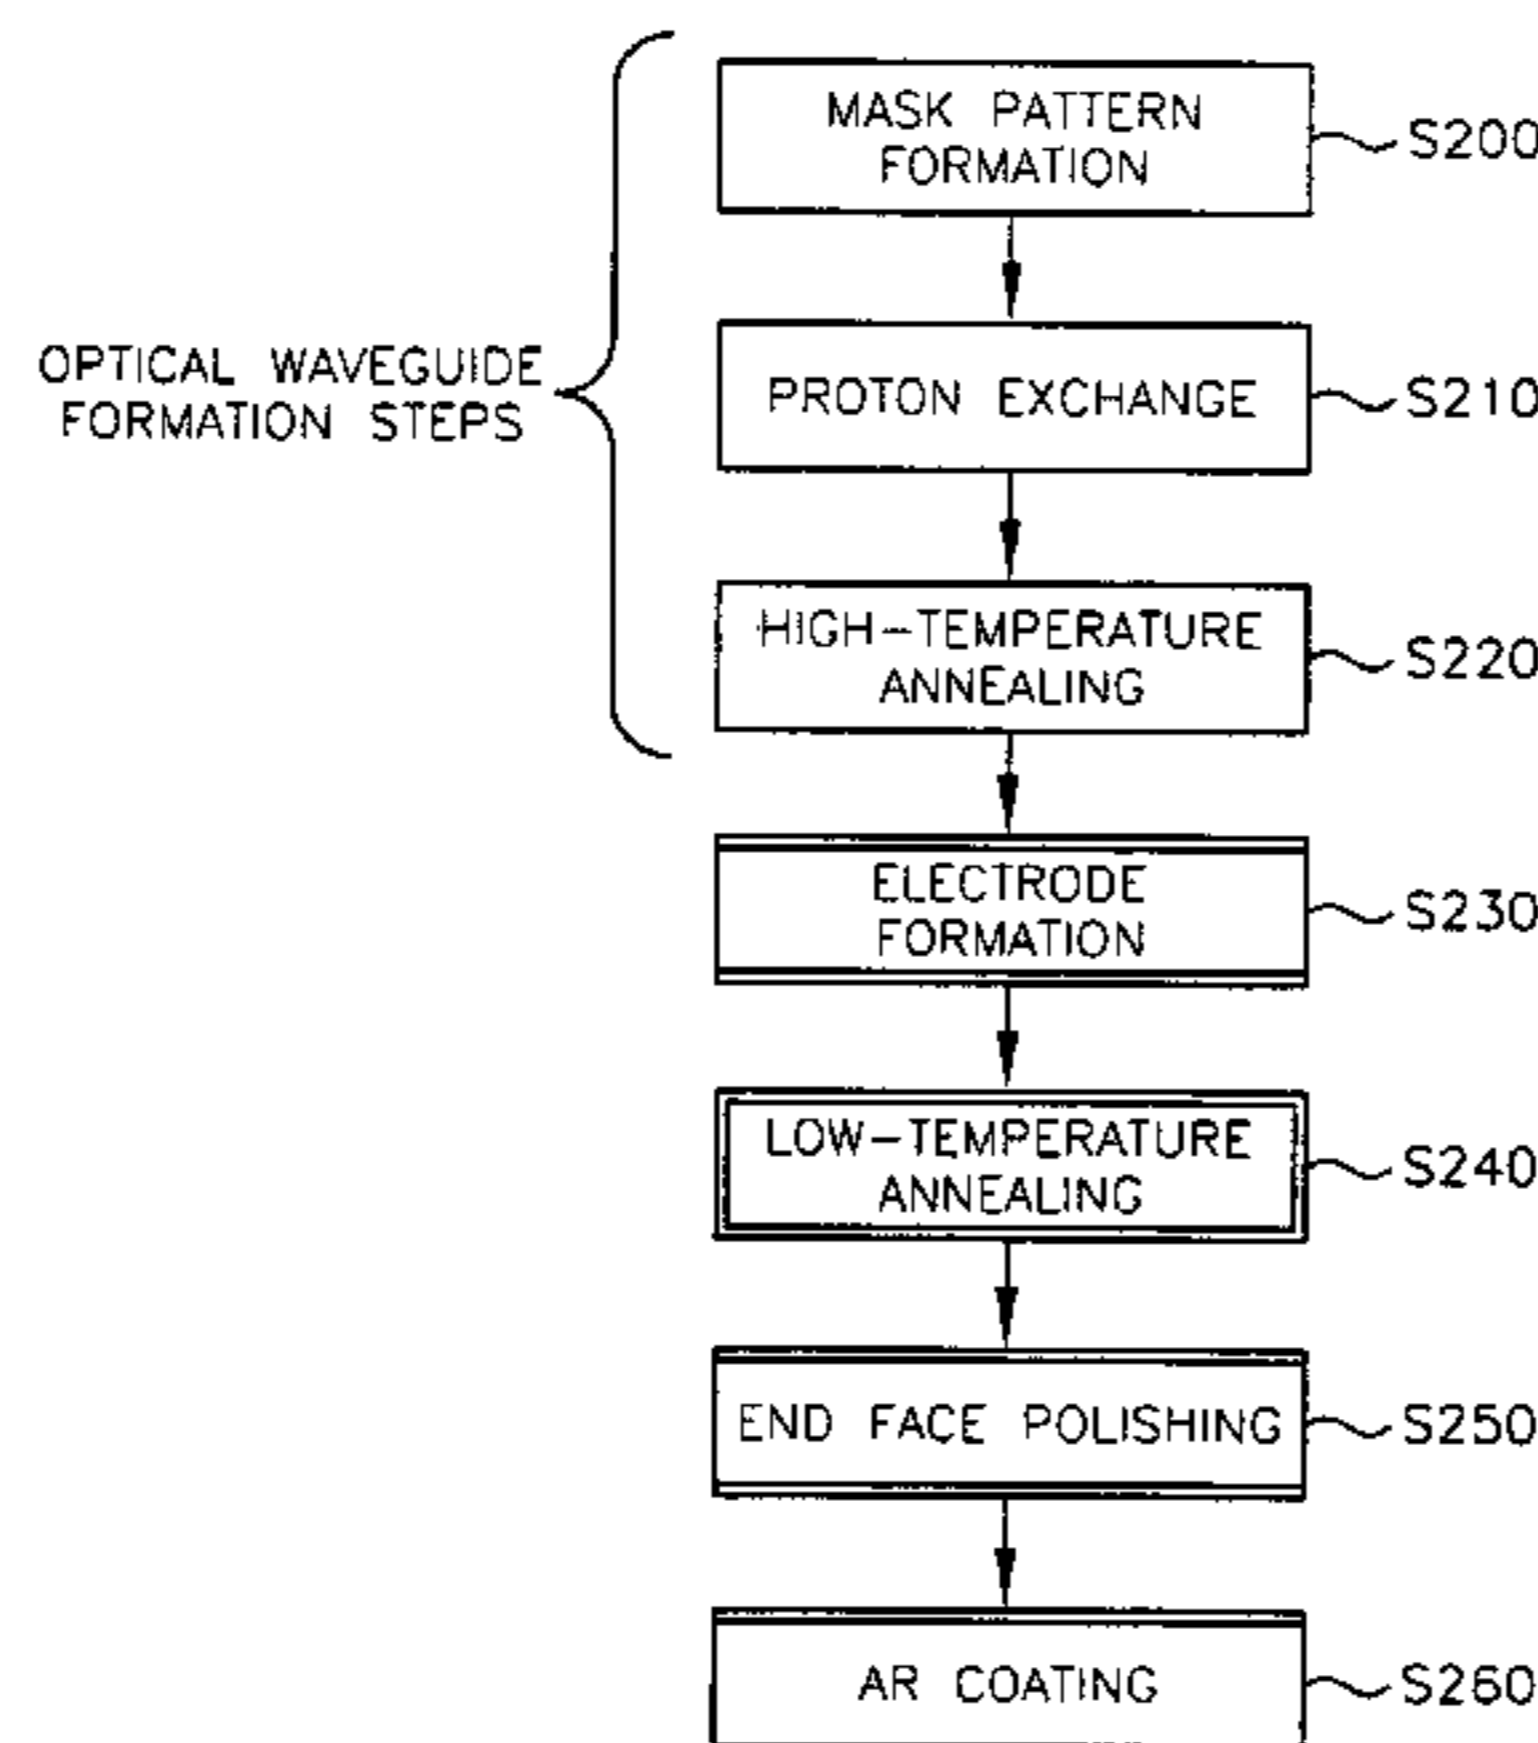 MASK PATTERN
FORMATION
S200
OPTICAL WAVEGUIDE
FORMATION STEPS
PROTON EXCHANGE
S210
HIGH-TEMPERATURE
ANNEALING
S220
ELECTRODE
FORMATION
S230
LOW-TEMPERATURE
ANNEALING
S240
END FACE POLISHING
S250
AR COATING
S260